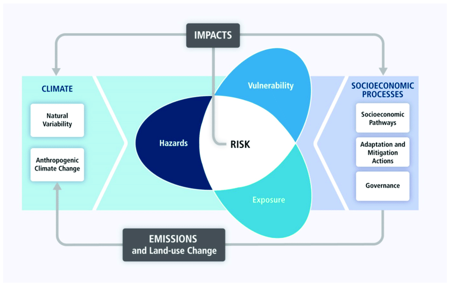 IMPACTS
CLIMATE
Natural
Variability
Anthropogenic
Climate Change
Vulnerability
Hazards
RISK
Exposure
SOCIOECONOMIC
PROCESSES
Socioeconomic
Pathways
Adaptation and
Mitigation
Actions
Governance
EMISSIONS
and Land-use Change